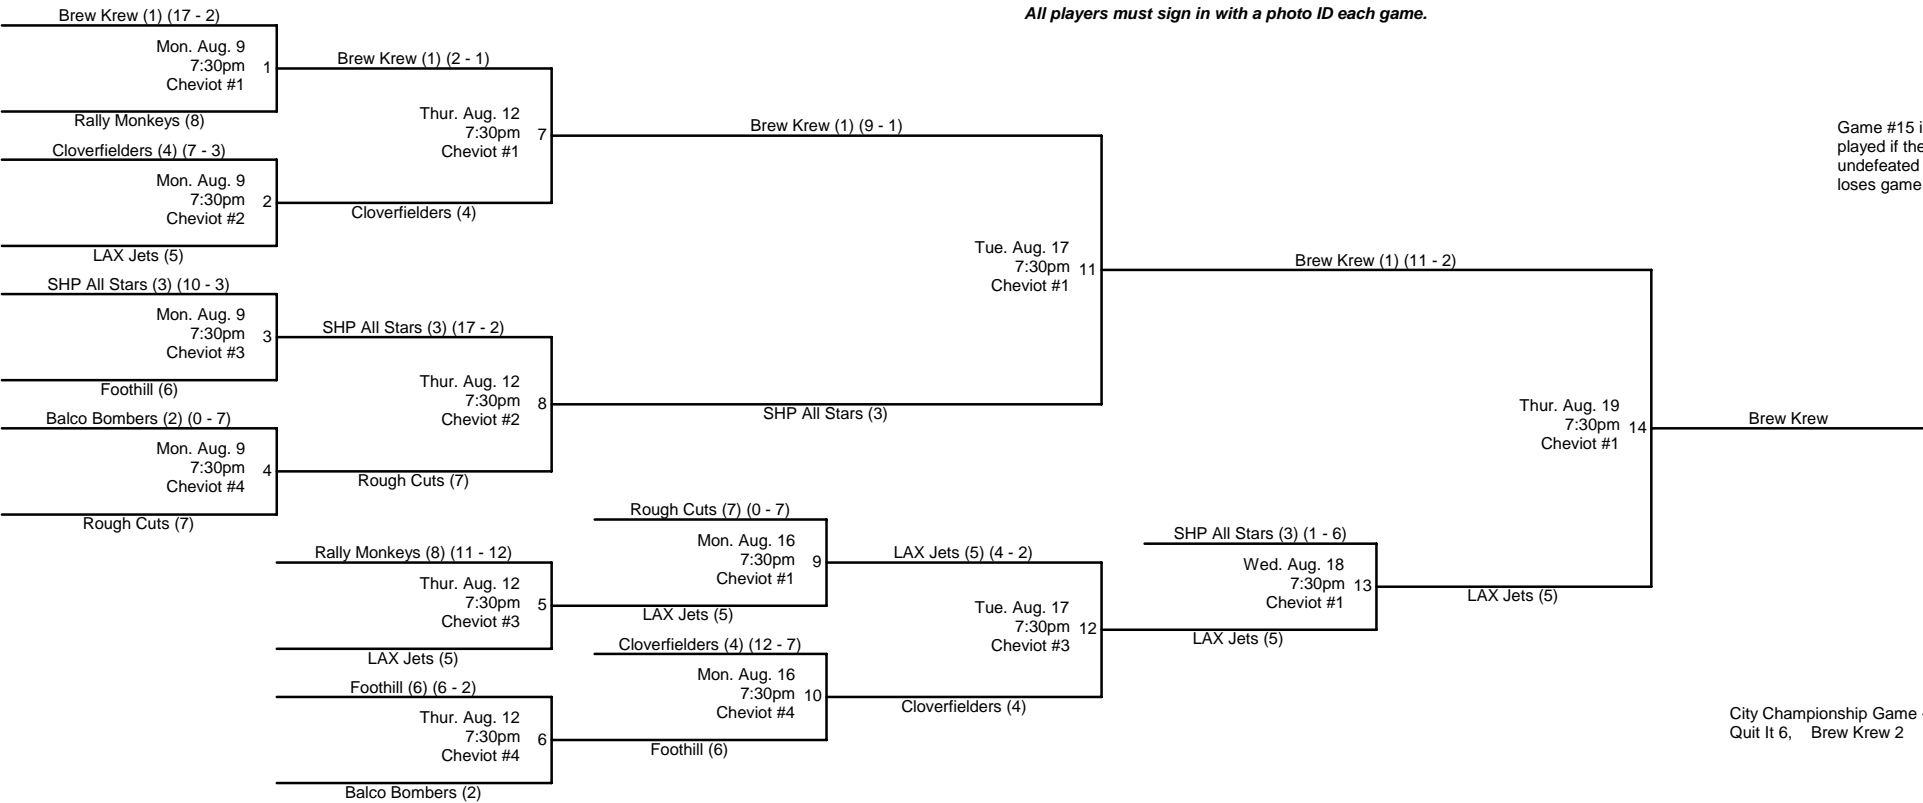 All players must sign in with a photo ID each game.
Brew Krew (1) (17 - 2)
Mon. Aug. 9
7:30pm 1
Cheviot #1
Rally Monkeys (8)
Cloverfielders (4) (7 - 3)
Mon. Aug. 9
7:30pm 2
Cheviot #2
LAX Jets (5)
SHP All Stars (3) (10 - 3)
Mon. Aug. 9
7:30pm 3
Cheviot #3
Foothill (6)
Balco Bombers (2) (0 - 7)
Mon. Aug. 9
7:30pm 4
Cheviot #4
Rough Cuts (7)
Brew Krew (1) (2 - 1)
Thur. Aug. 12
7:30pm 7
Cheviot #1
Cloverfielders (4)
SHP All Stars (3) (17 - 2)
Thur. Aug. 12
7:30pm 8
Cheviot #2
Rough Cuts (7)
Rally Monkeys (8) (11 - 12)
Thur. Aug. 12
7:30pm 5
Cheviot #3
LAX Jets (5)
Foothill (6) (6 - 2)
Thur. Aug. 12
7:30pm 6
Cheviot #4
Balco Bombers (2)
Rough Cuts (7) (0 - 7)
Mon. Aug. 16
7:30pm 9
Cheviot #1
LAX Jets (5)
Cloverfielders (4) (12 - 7)
Mon. Aug. 16
7:30pm 10
Cheviot #4
Foothill (6)
Brew Krew (1) (9 - 1)
Tue. Aug. 17
7:30pm 11
Cheviot #1
SHP All Stars (3)
LAX Jets (5) (4 - 2)
Tue. Aug. 17
7:30pm 12
Cheviot #3
Cloverfielders (4)
SHP All Stars (3) (1 - 6)
Wed. Aug. 18
7:30pm 13
Cheviot #1
LAX Jets (5)
Brew Krew (1) (11 - 2)
Thur. Aug. 19
7:30pm 14
Cheviot #1
LAX Jets (5)
Brew Krew
Game #15 i
played if the
undefeated
loses game
City Championship Game -
Quit It 6, Brew Krew 2